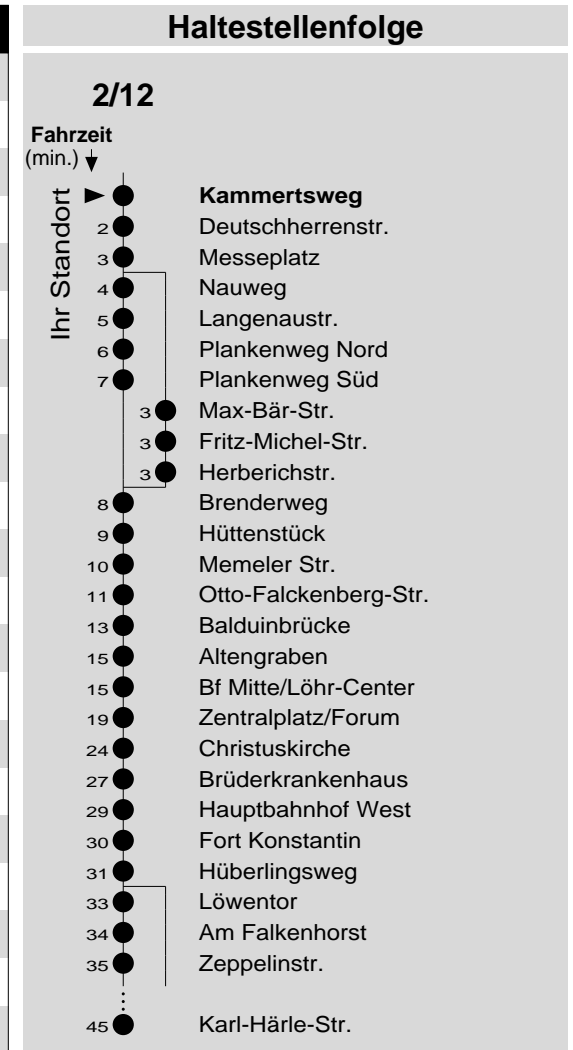 Haltestellenfolge
2/12
Fahrzeit
(min.)
Ihr Standort
Kammertsweg
2 Deutschherrenstr.
3 Messeplatz
4 Nauweg
5 Langenaustr.
6 Plankenweg Nord
7 Plankenweg Süd
3 Max-Bär-Str.
3 Fritz-Michel-Str.
3 Herberichstr.
8 Brenderweg
9 Hüttenstück
10 Memeler Str.
11 Otto-Falckenberg-Str.
13 Balduinbrücke
15 Altengraben
15 Bf Mitte/Löhr-Center
19 Zentralplatz/Forum
24 Christuskirche
27 Brüderkrankenhaus
29 Hauptbahnhof West
30 Fort Konstantin
31 Hüberlingsweg
33 Löwentor
34 Am Falkenhorst
35 Zeppelinstr.
45 Karl-Härle-Str.